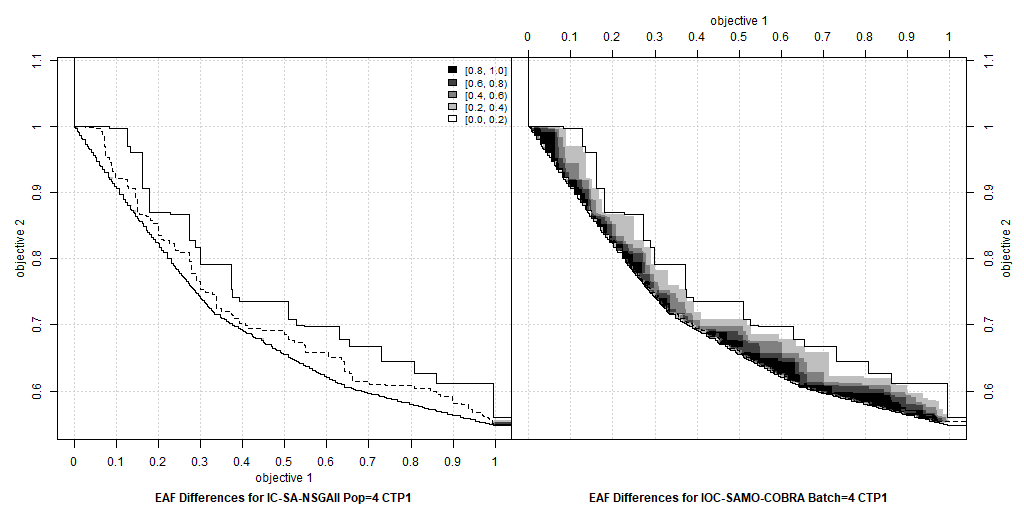 objective 1
0 0.1 0.2 0.3 0.4 0.5 0.6 0.7 0.8 0.9 1
1.1
1
0.9
0.8
0.7
0.6
objective 2
[0.8, 1.0]
[0.6, 0.8)
[0.4, 0.6)
[0.2, 0.4)
[0.0, 0.2)
1.1
1
0.9
0.8
0.7
0.6
objective 2
0 0.1 0.2 0.3 0.4 0.5 0.6 0.7 0.8 0.9 1
objective 1
EAF Differences for IC-SA-NSGAII Pop=4 CTP1
EAF Differences for IOC-SAMO-COBRA Batch=4 CTP1